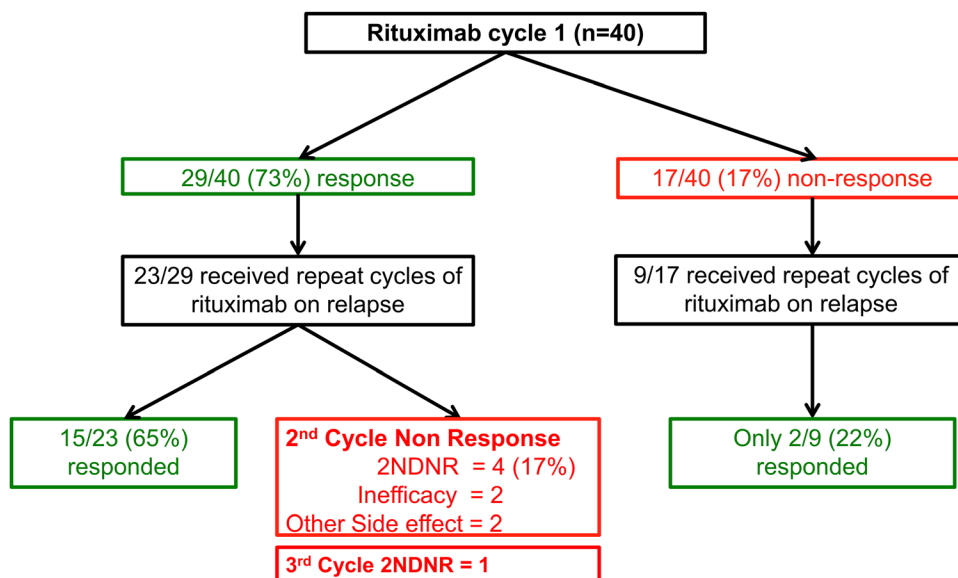 Rituximab cycle 1 (n=40)
29/40 (73%) response
17/40 (17%) non-response
23/29 received repeat cycles of
rituximab on relapse
9/17 received repeat cycles of
rituximab on relapse
15/23 (65%)
responded
2nd Cycle Non Response
2NDNR = 4 (17%)
Inefficacy = 2
Other Side effect = 2
3rd Cycle 2NDNR = 1
Only 2/9 (22%)
responded